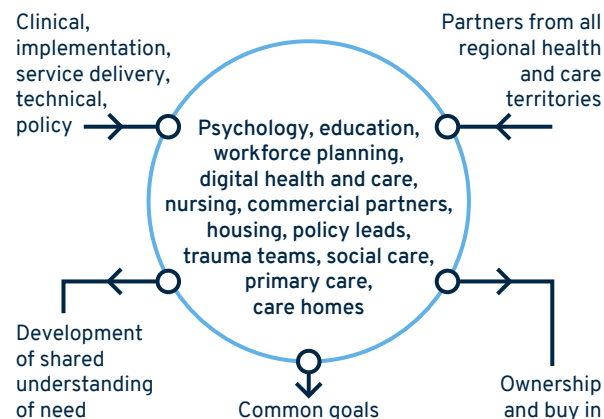 Clinical,
implementation,
service delivery,
technical,
policy
Partners from all
regional health
and care
territories
Psychology, education,
workforce planning,
digital health and care,
nursing, commercial partners,
housing, policy leads,
trauma teams, social care,
primary care,
care homes
Development
of shared
understanding
of need
Common goals
Ownership
and buy in